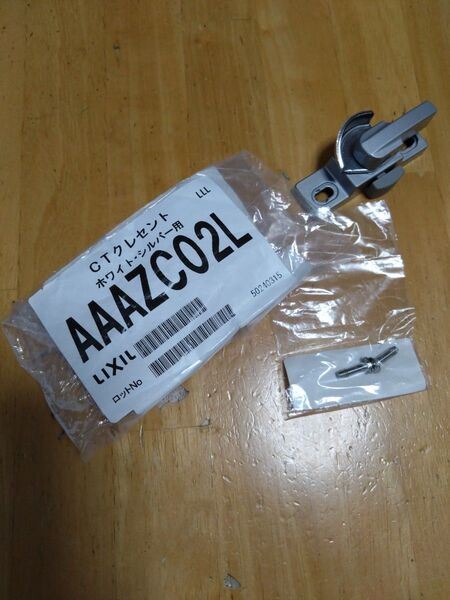 CTクレセント
LLL
ホワイト・シルバー用
AAAZC02L
LIXIL
50240315
ロットNo